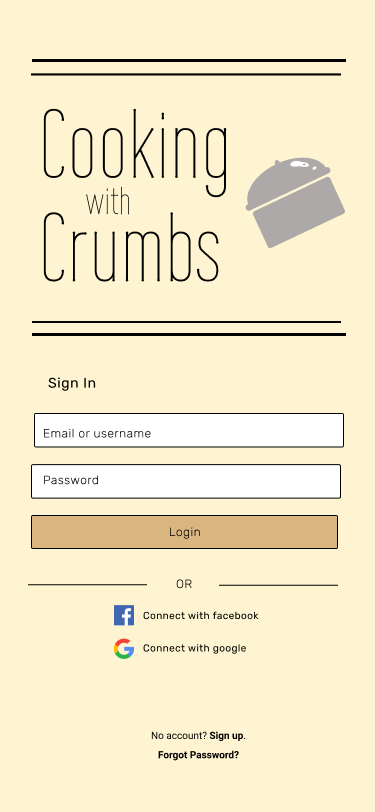 Cooking
with
Crumbs
Sign In
Email or username
Password
Login
OR
Connect with facebook
Connect with google
No account? Sign up.
Forgot Password?